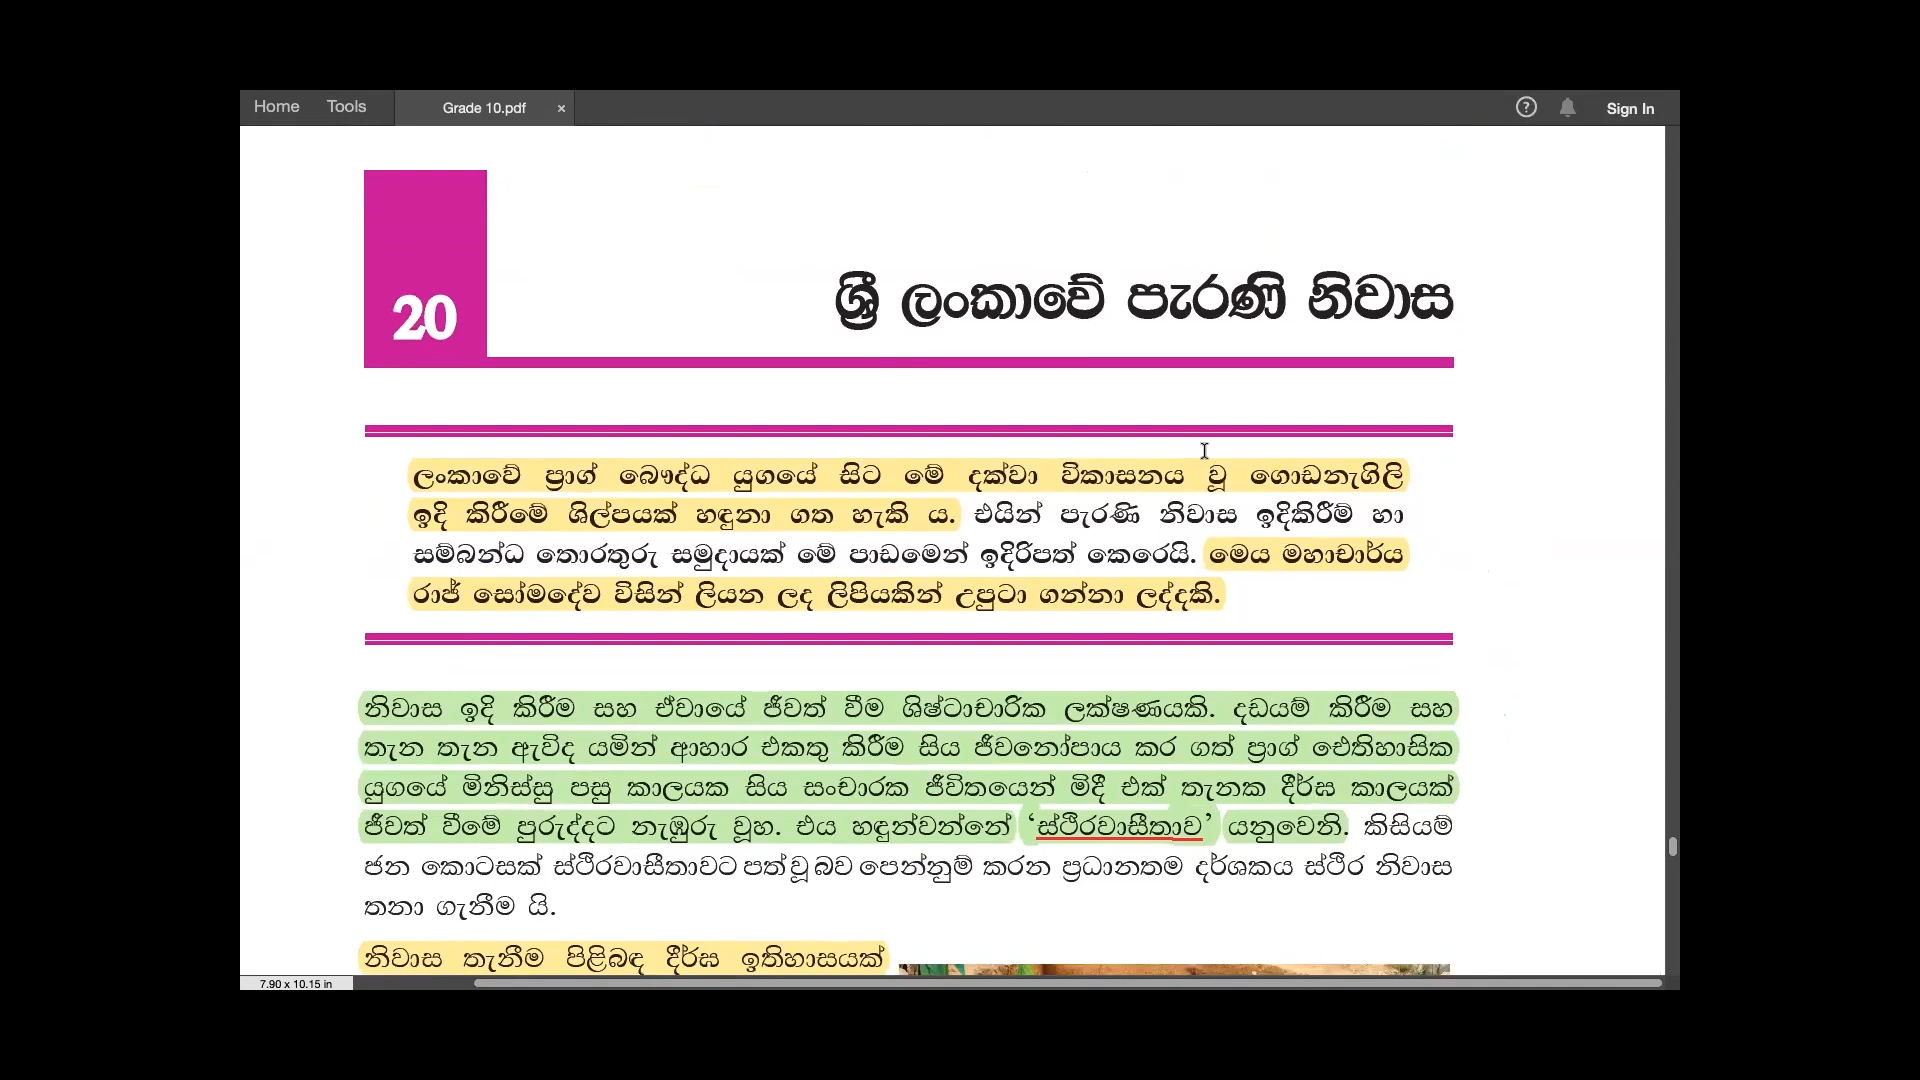 Home Tools Grade 10.pdf × ? Sign In
20
ශ්‍රී ලංකාවේ පැරණි නිවාස
ලංකාවේ ප්‍රාග් බෞද්ධ යුගයේ සිට මේ දක්වා විකාසනය වූ ගොඩනැගිලි
ඉදි කිරීමේ ශිල්පයක් හඳුනා ගත හැකි ය. එයින් පැරණි නිවාස ඉදිකිරීම් හා
සම්බන්ධ තොරතුරු සමුදායක් මේ පාඩමෙන් ඉදිරිපත් කෙරෙයි. මෙය මහාචාර්ය
රාජ් සෝමදේව විසින් ලියන ලද ලිපියකින් උපුටා ගන්නා ලද්දකි.
නිවාස ඉදි කිරීම සහ ඒවායේ ජීවත් වීම ශිෂ්ටාචාරික ලක්ෂණයකි. දඩයම් කිරීම සහ
තැන තැන ඇවිද යමින් ආහාර එකතු කිරීම සිය ජීවනෝපාය කර ගත් ප්‍රාග් ඓතිහාසික
යුගයේ මිනිස්සු පසු කාලයක සිය සංචාරක ජීවිතයෙන් මිදී එක් තැනක දීර්ඝ කාලයක්
ජීවත් වීමේ පුරුද්දට නැඹුරු වූහ. එය හඳුන්වන්නේ ‘ස්ථිරවාසීතාව’ යනුවෙනි. කිසියම්
ජන කොටසක් ස්ථිරවාසීතාවට පත් වූ බව පෙන්නුම් කරන ප්‍රධානතම දර්ශකය ස්ථිර නිවාස
තනා ගැනීම යි.
නිවාස තැනීම පිළිබඳ දීර්ඝ ඉතිහාසයක්
7.90 x 10.15 in